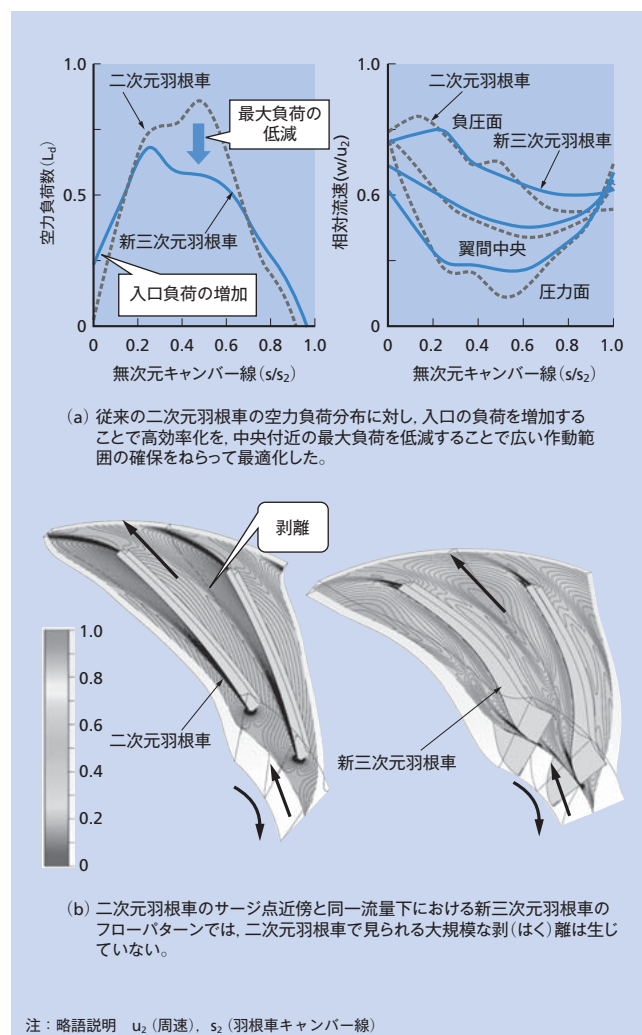 1.0
二次元羽根車
最大負荷の
低減
空力負荷数(Ld)
0.5
新三次元羽根車
入口負荷の増加
0
0 0.2 0.4 0.6 0.8 1.0
無次元キャンバー線(s/s2)
1.0
二次元羽根車
負圧面
新三次元羽根車
相対流速(w/u2)
0.6
翼間中央
圧力面
0
0 0.2 0.4 0.6 0.8 1.0
無次元キャンバー線(s/s2)
(a) 従来の二次元羽根車の空力負荷分布に対し,入口の負荷を増加する
ことで高効率化を,中央付近の最大負荷を低減することで広い作動範
囲の確保をねらって最適化した。
剥離
1.0
0.8
0.6
0.4
0.2
0
二次元羽根車
新三次元羽根車
(b) 二次元羽根車のサージ点近傍と同一流量下における新三次元羽根車の
フローパターンでは,二次元羽根車で見られる大規模な剥(はく)離は生じ
ていない。
注:略語説明 u2(周速),s2(羽根車キャンバー線)